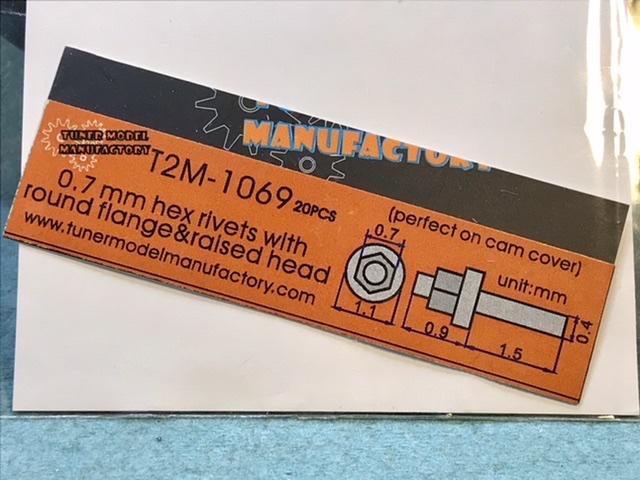 MANUFACTORY
TUNER MODEL
MANUFACTORY
T2M-1069 20PCS
0.7 mm hex rivets with
round flange&raised head
www.tunermodelmanufactory.com
(perfect on cam cover)
0.7
unit:mm
1.1
0.9
1.5
0.4